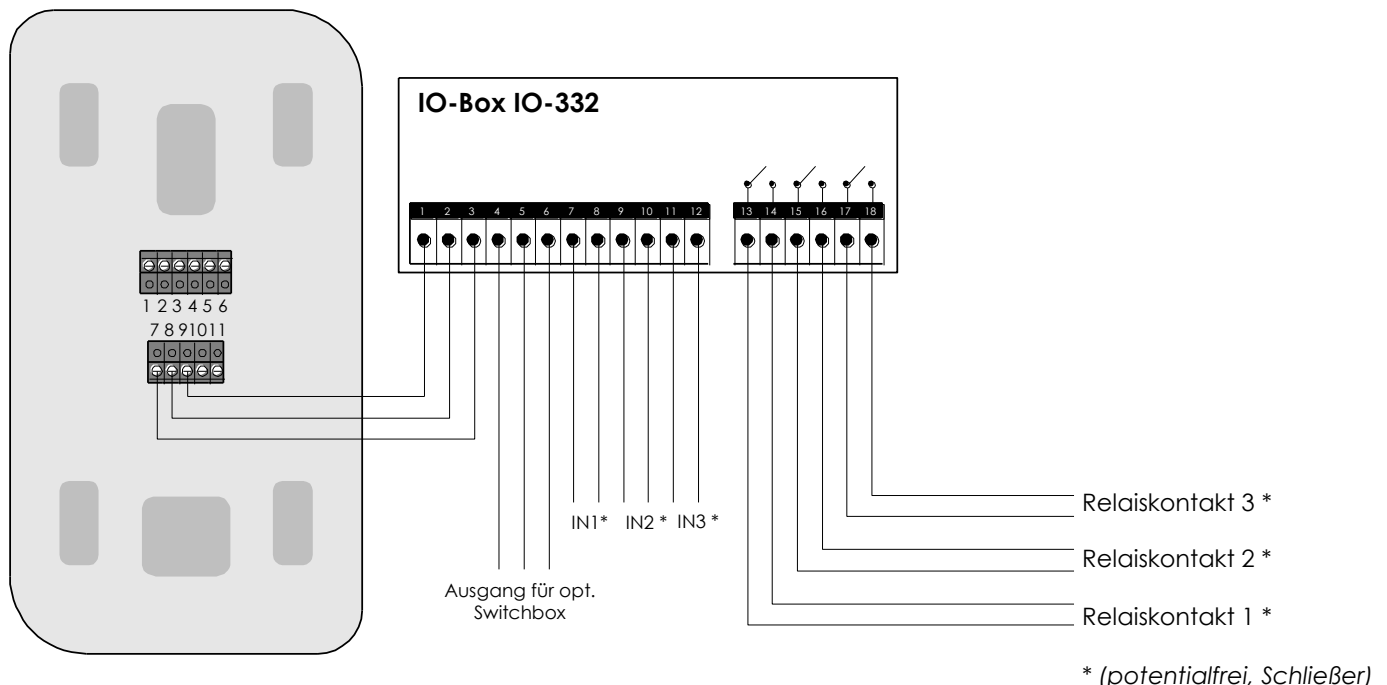 IO-Box IO-332
1 2 3 4 5 6 7 8 9 10 11 12 13 14 15 16 17 18
1 2 3 4 5 6
7 8 9 10 11
IN1* IN2 * IN3 *
Ausgang für opt.
Switchbox
Relaiskontakt 3 *
Relaiskontakt 2 *
Relaiskontakt 1 *
* (potentialfrei, Schließer)